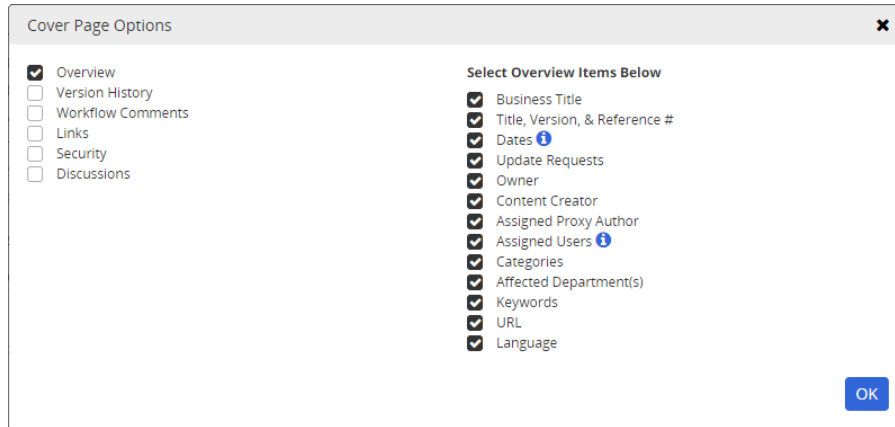 Cover Page Options
Overview
Version History
Workflow Comments
Links
Security
Discussions
Select Overview Items Below
Business Title
Title, Version, & Reference #
Dates
Update Requests
Owner
Content Creator
Assigned Proxy Author
Assigned Users
Categories
Affected Department(s)
Keywords
URL
Language
OK